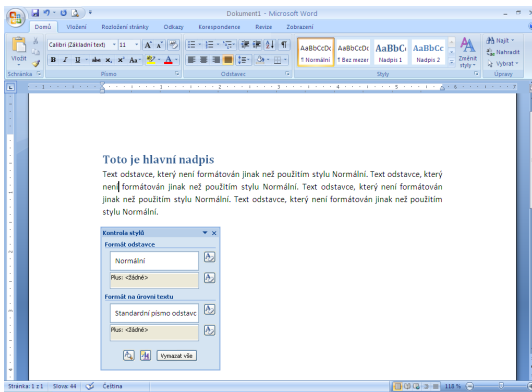 Dokument1 - Microsoft Word
Domů Vložení Rozložení stránky Odkazy Korespondence Revize Zobrazení
Vložit
Calibri (Základní text) 11
AaBbCcDc AaBbCcDc AaBbCc AaBbCc
¶ Normální ¶ Bez mezer Nadpis 1 Nadpis 2
Změnit styly
Najít
Nahradit
Vybrat
Schránka Písmo Odstavec Styly Úpravy
Toto je hlavní nadpis
Text odstavce, který není formátován jinak než použitím stylu Normální. Text odstavce, který
není formátován jinak než použitím stylu Normální. Text odstavce, který není formátován
jinak než použitím stylu Normální. Text odstavce, který není formátován jinak než použitím
stylu Normální.
Kontrola stylů
Formát odstavce
Normální
Plus: <žádné>
Formát na úrovni textu
Standardní písmo odstavc
Plus: <žádné>
Vymazat vše
Stránka: 1 z 1 Slova: 44 Čeština 118 %